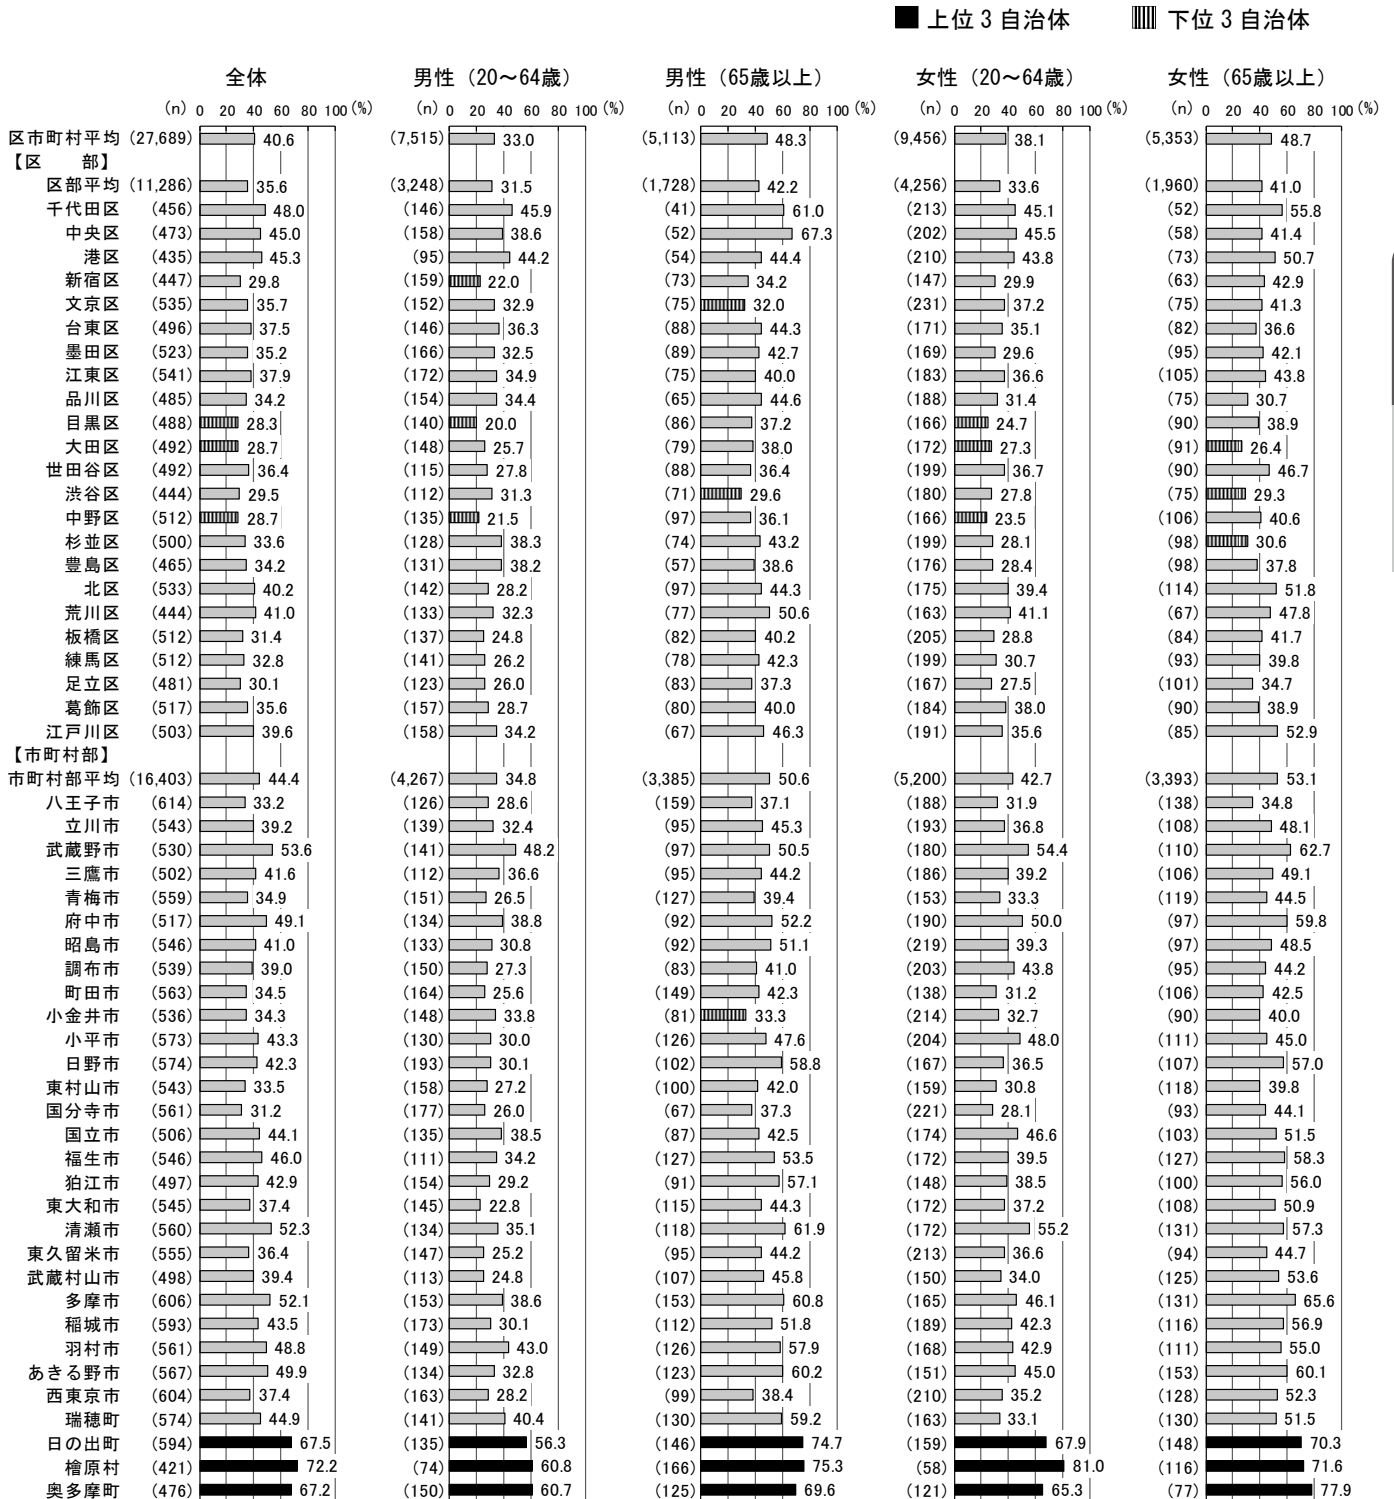 上位3自治体 下位3自治体
全体 男性（20～64歳） 男性（65歳以上） 女性（20～64歳） 女性（65歳以上）
(n) 0 20 40 60 80 100 (%) (n) 0 20 40 60 80 100 (%) (n) 0 20 40 60 80 100 (%) (n) 0 20 40 60 80 100 (%) (n) 0 20 40 60 80 100 (%)
区市町村平均 (27,689) 40.6 (7,515) 33.0 (5,113) 48.3 (9,456) 38.1 (5,353) 48.7
【区　部】
区部平均 (11,286) 35.6 (3,248) 31.5 (1,728) 42.2 (4,256) 33.6 (1,960) 41.0
千代田区 (456) 48.0 (146) 45.9 (41) 61.0 (213) 45.1 (52) 55.8
中央区 (473) 45.0 (158) 38.6 (52) 67.3 (202) 45.5 (58) 41.4
港区 (435) 45.3 (95) 44.2 (54) 44.4 (210) 43.8 (73) 50.7
新宿区 (447) 29.8 (159) 22.0 (73) 34.2 (147) 29.9 (63) 42.9
文京区 (535) 35.7 (152) 32.9 (75) 32.0 (231) 37.2 (75) 41.3
台東区 (496) 37.5 (146) 36.3 (88) 44.3 (171) 35.1 (82) 36.6
墨田区 (523) 35.2 (166) 32.5 (89) 42.7 (169) 29.6 (95) 42.1
江東区 (541) 37.9 (172) 34.9 (75) 40.0 (183) 36.6 (105) 43.8
品川区 (485) 34.2 (154) 34.4 (65) 44.6 (188) 31.4 (75) 30.7
目黒区 (488) 28.3 (140) 20.0 (86) 37.2 (166) 24.7 (90) 38.9
大田区 (492) 28.7 (148) 25.7 (79) 38.0 (172) 27.3 (91) 26.4
世田谷区 (492) 36.4 (115) 27.8 (88) 36.4 (199) 36.7 (90) 46.7
渋谷区 (444) 29.5 (112) 31.3 (71) 29.6 (180) 27.8 (75) 29.3
中野区 (512) 28.7 (135) 21.5 (97) 36.1 (166) 23.5 (106) 40.6
杉並区 (500) 33.6 (128) 38.3 (74) 43.2 (199) 28.1 (98) 30.6
豊島区 (465) 34.2 (131) 38.2 (57) 38.6 (176) 28.4 (98) 37.8
北区 (533) 40.2 (142) 28.2 (97) 44.3 (175) 39.4 (114) 51.8
荒川区 (444) 41.0 (133) 32.3 (77) 50.6 (163) 41.1 (67) 47.8
板橋区 (512) 31.4 (137) 24.8 (82) 40.2 (205) 28.8 (84) 41.7
練馬区 (512) 32.8 (141) 26.2 (78) 42.3 (199) 30.7 (93) 39.8
足立区 (481) 30.1 (123) 26.0 (83) 37.3 (167) 27.5 (101) 34.7
葛飾区 (517) 35.6 (157) 28.7 (80) 40.0 (184) 38.0 (90) 38.9
江戸川区 (503) 39.6 (158) 34.2 (67) 46.3 (191) 35.6 (85) 52.9
【市町村部】
市町村部平均 (16,403) 44.4 (4,267) 34.8 (3,385) 50.6 (5,200) 42.7 (3,393) 53.1
八王子市 (614) 33.2 (126) 28.6 (159) 37.1 (188) 31.9 (138) 34.8
立川市 (543) 39.2 (139) 32.4 (95) 45.3 (193) 36.8 (108) 48.1
武蔵野市 (530) 53.6 (141) 48.2 (97) 50.5 (180) 54.4 (110) 62.7
三鷹市 (502) 41.6 (112) 36.6 (95) 44.2 (186) 39.2 (106) 49.1
青梅市 (559) 34.9 (151) 26.5 (127) 39.4 (153) 33.3 (119) 44.5
府中市 (517) 49.1 (134) 38.8 (92) 52.2 (190) 50.0 (97) 59.8
昭島市 (546) 41.0 (133) 30.8 (92) 51.1 (219) 39.3 (97) 48.5
調布市 (539) 39.0 (150) 27.3 (83) 41.0 (203) 43.8 (95) 44.2
町田市 (563) 34.5 (164) 25.6 (149) 42.3 (138) 31.2 (106) 42.5
小金井市 (536) 34.3 (148) 33.8 (81) 33.3 (214) 32.7 (90) 40.0
小平市 (573) 43.3 (130) 30.0 (126) 47.6 (204) 48.0 (111) 45.0
日野市 (574) 42.3 (193) 30.1 (102) 58.8 (167) 36.5 (107) 57.0
東村山市 (543) 33.5 (158) 27.2 (100) 42.0 (159) 30.8 (118) 39.8
国分寺市 (561) 31.2 (177) 26.0 (67) 37.3 (221) 28.1 (93) 44.1
国立市 (506) 44.1 (135) 38.5 (87) 42.5 (174) 46.6 (103) 51.5
福生市 (546) 46.0 (111) 34.2 (127) 53.5 (172) 39.5 (127) 58.3
狛江市 (497) 42.9 (154) 29.2 (91) 57.1 (148) 38.5 (100) 56.0
東大和市 (545) 37.4 (145) 22.8 (115) 44.3 (172) 37.2 (108) 50.9
清瀬市 (560) 52.3 (134) 35.1 (118) 61.9 (172) 55.2 (131) 57.3
東久留米市 (555) 36.4 (147) 25.2 (95) 44.2 (213) 36.6 (94) 44.7
武蔵村山市 (498) 39.4 (113) 24.8 (107) 45.8 (150) 34.0 (125) 53.6
多摩市 (606) 52.1 (153) 38.6 (153) 60.8 (165) 46.1 (131) 65.6
稲城市 (593) 43.5 (173) 30.1 (112) 51.8 (189) 42.3 (116) 56.9
羽村市 (561) 48.8 (149) 43.0 (126) 57.9 (168) 42.9 (111) 55.0
あきる野市 (567) 49.9 (134) 32.8 (123) 60.2 (151) 45.0 (153) 60.1
西東京市 (604) 37.4 (163) 28.2 (99) 38.4 (210) 35.2 (128) 52.3
瑞穂町 (574) 44.9 (141) 40.4 (130) 59.2 (163) 33.1 (130) 51.5
日の出町 (594) 67.5 (135) 56.3 (146) 74.7 (159) 67.9 (148) 70.3
檜原村 (421) 72.2 (74) 60.8 (166) 75.3 (58) 81.0 (116) 71.6
奥多摩町 (476) 67.2 (150) 60.7 (125) 69.6 (121) 65.3 (77) 77.9